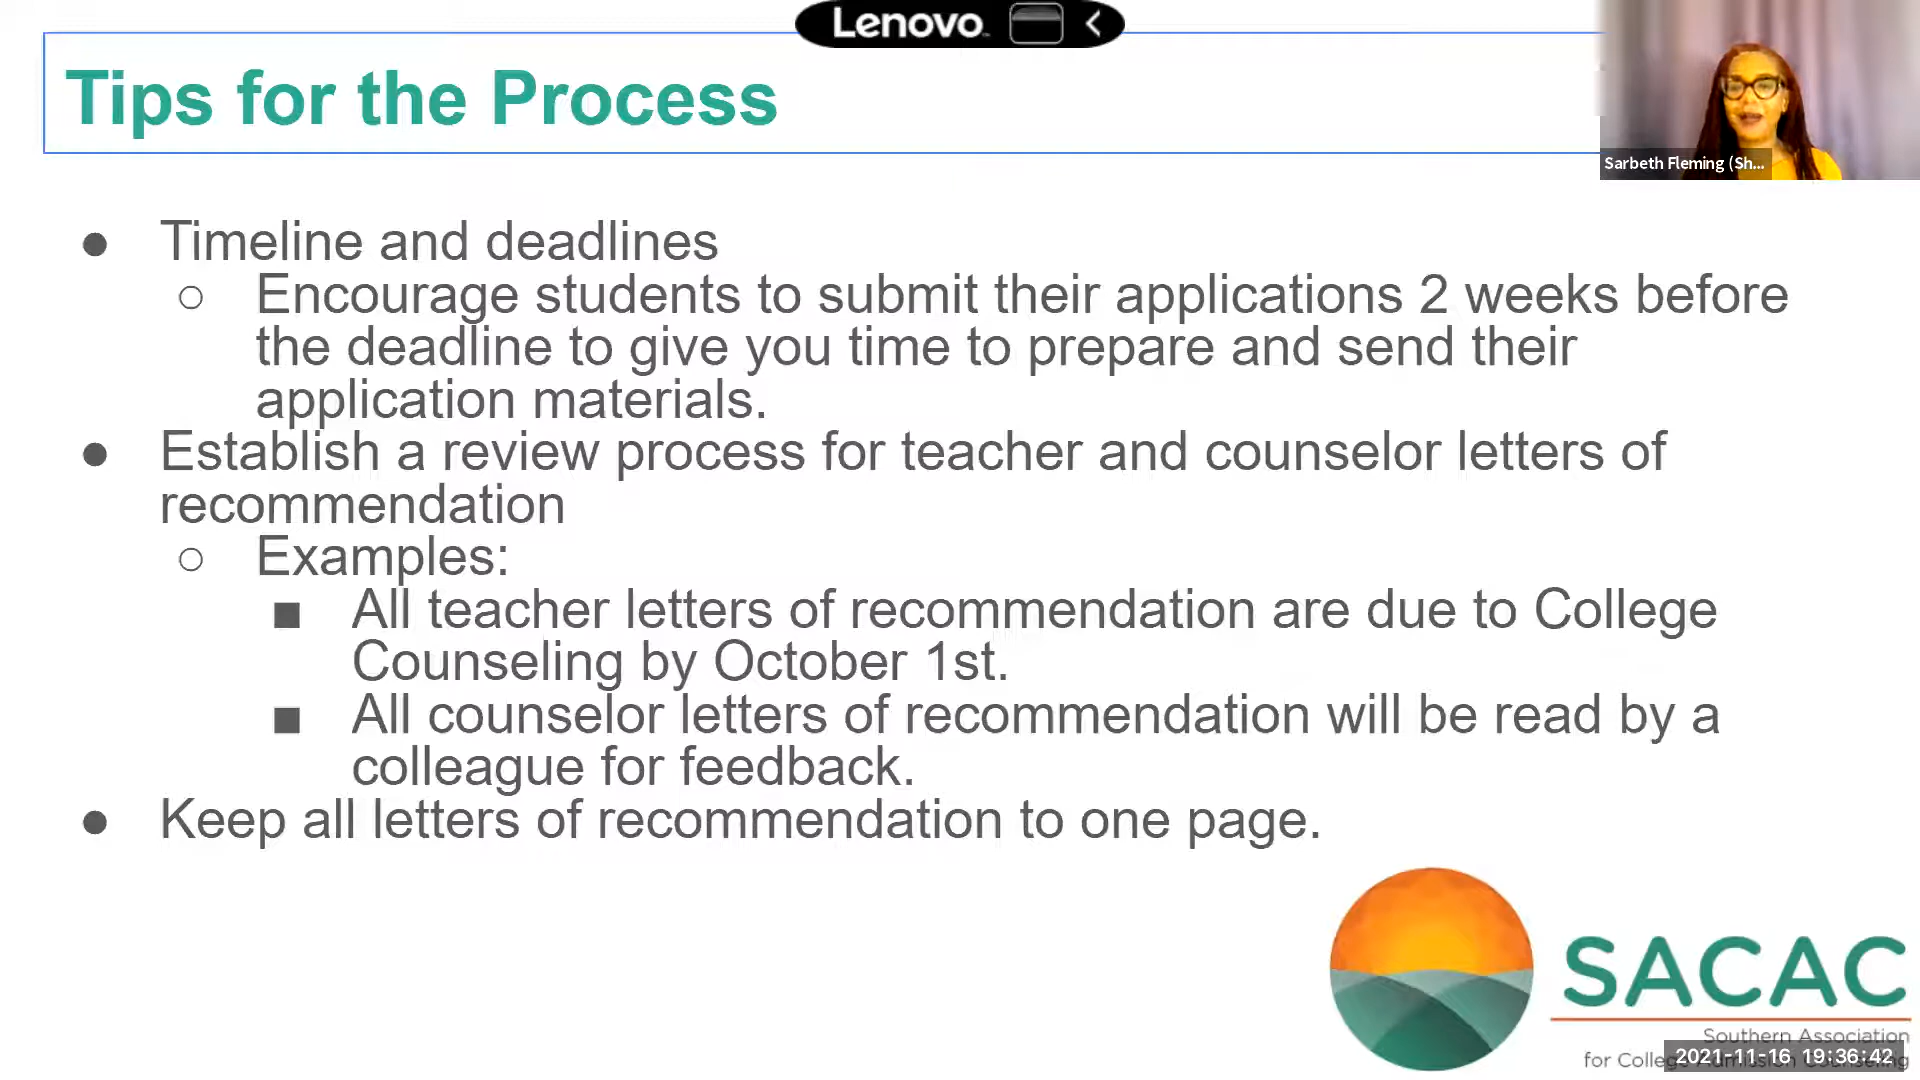 Lenovo
Tips for the Process
Sarbeth Fleming (Sh...
● Timeline and deadlines
○ Encourage students to submit their applications 2 weeks before
the deadline to give you time to prepare and send their
application materials.
● Establish a review process for teacher and counselor letters of
recommendation
○ Examples:
■ All teacher letters of recommendation are due to College
Counseling by October 1st.
■ All counselor letters of recommendation will be read by a
colleague for feedback.
● Keep all letters of recommendation to one page.
SACAC
Southern Association
for College Admission Counseling
2021-11-16 19:36:42